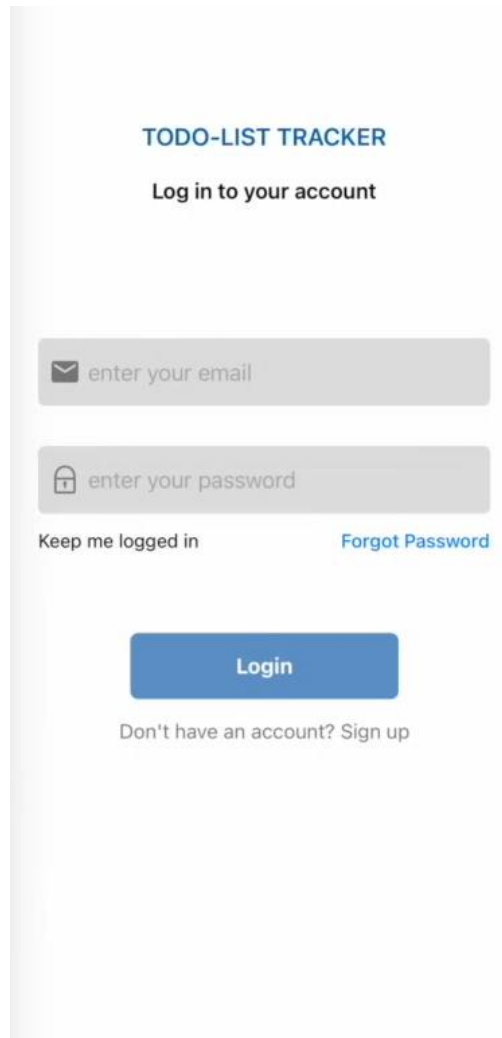 TODO-LIST TRACKER
Log in to your account
enter your email
enter your password
Keep me logged in Forgot Password
Login
Don't have an account? Sign up